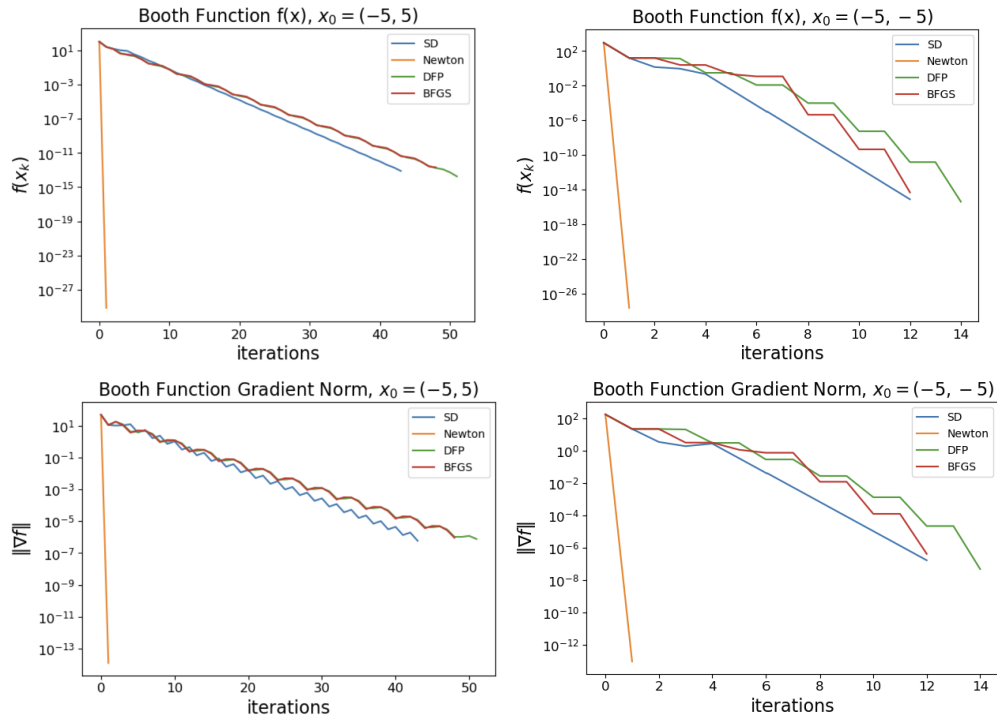 Booth Function f(x), x₀ = (−5, 5)
f(x_k)
10¹
10⁻³
10⁻⁷
10⁻¹¹
10⁻¹⁵
10⁻¹⁹
10⁻²³
10⁻²⁷
SD
Newton
DFP
BFGS
0 10 20 30 40 50
iterations
Booth Function f(x), x₀ = (−5, −5)
f(x_k)
10²
10⁻²
10⁻⁶
10⁻¹⁰
10⁻¹⁴
10⁻¹⁸
10⁻²²
10⁻²⁶
SD
Newton
DFP
BFGS
0 2 4 6 8 10 12 14
iterations
Booth Function Gradient Norm, x₀ = (−5, 5)
‖∇f‖
10¹
10⁻¹
10⁻³
10⁻⁵
10⁻⁷
10⁻⁹
10⁻¹¹
10⁻¹³
SD
Newton
DFP
BFGS
0 10 20 30 40 50
iterations
Booth Function Gradient Norm, x₀ = (−5, −5)
‖∇f‖
10²
10⁰
10⁻²
10⁻⁴
10⁻⁶
10⁻⁸
10⁻¹⁰
10⁻¹²
SD
Newton
DFP
BFGS
0 2 4 6 8 10 12 14
iterations